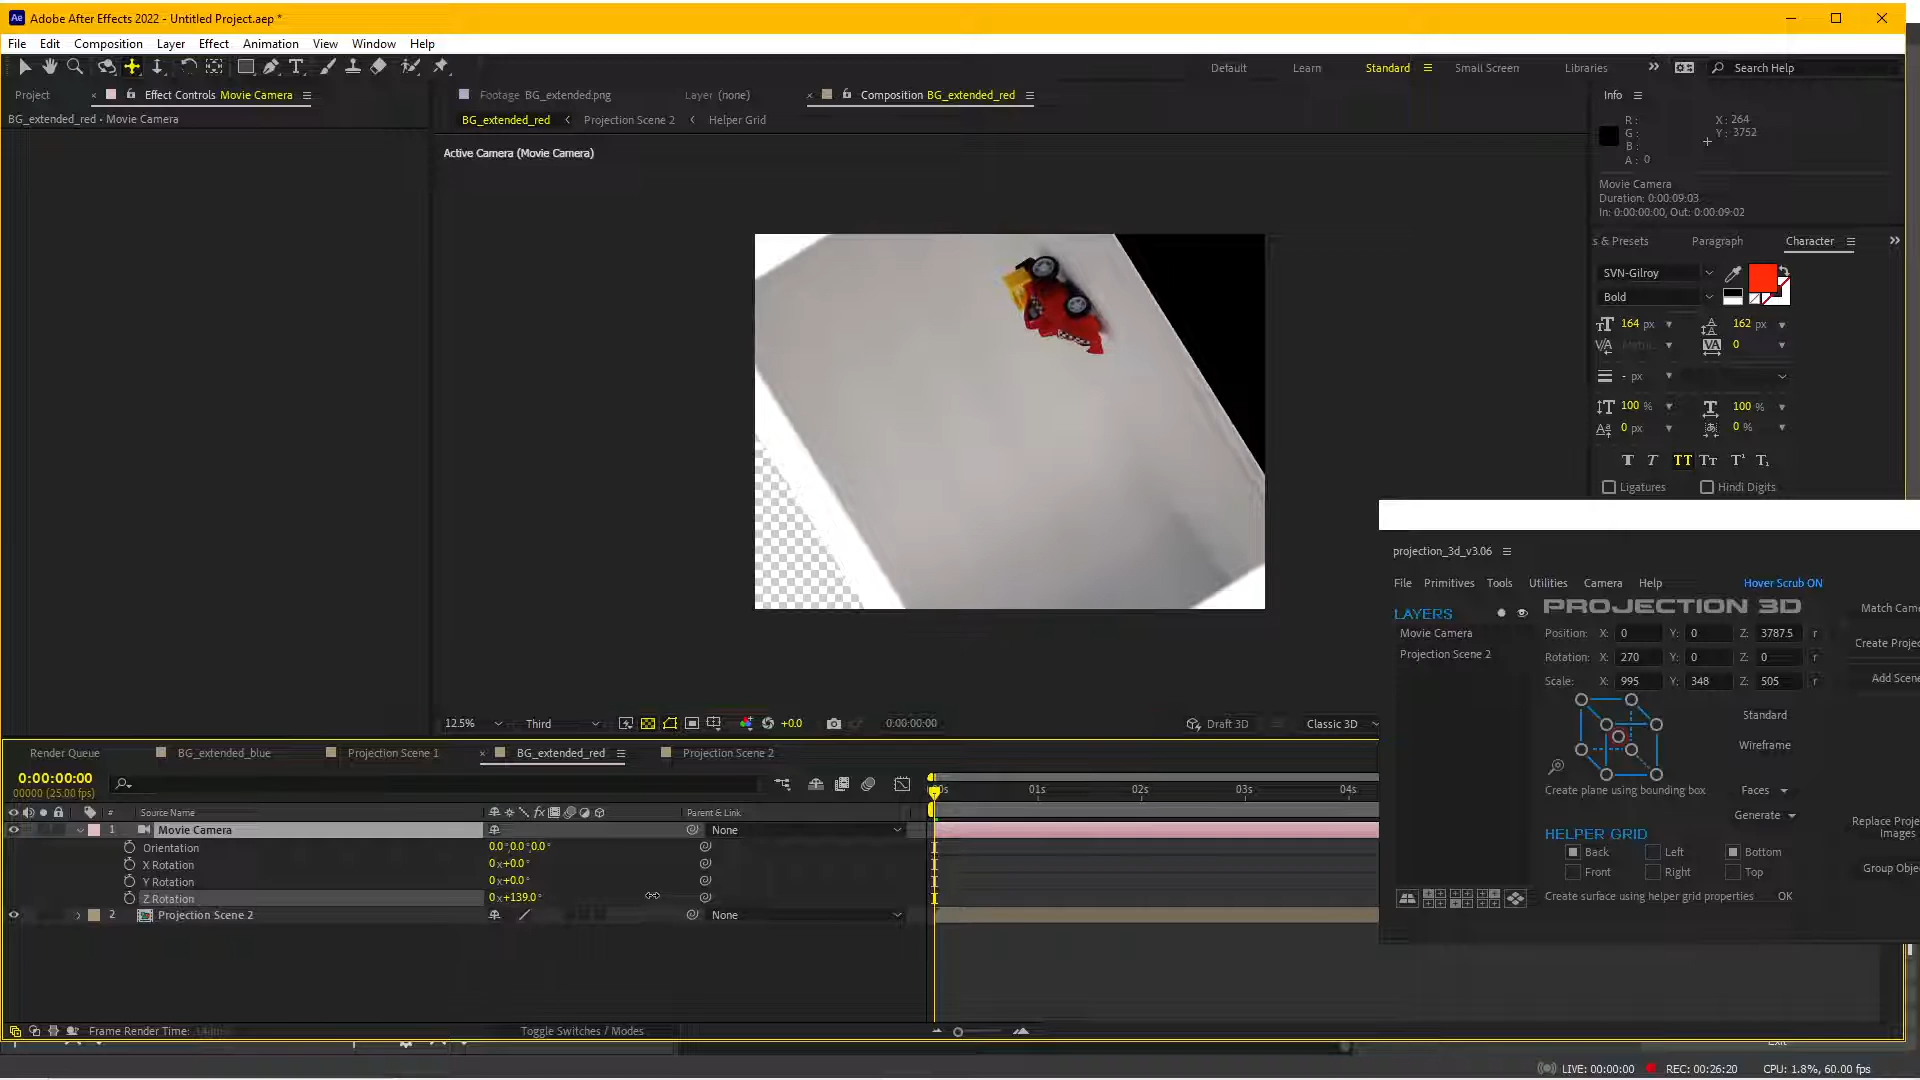 Ae Adobe After Effects 2022 - Untitled Project.aep *
File Edit Composition Layer Effect Animation View Window Help
Default Learn Standard Small Screen Libraries Search Help
Project Effect Controls Movie Camera
Footage BG_extended.png Layer (none) Composition BG_extended_red
Info
BG_extended_red • Movie Camera
BG_extended_red Projection Scene 2 Helper Grid
R :
G :
B :
A : 0
X : 264
Y : 3752
Active Camera (Movie Camera)
Movie Camera
Duration: 0:00:09:03
In: 0:00:00:00, Out: 0:00:09:02
s & Presets Paragraph Character
SVN-Gilroy
Bold
164 px 162 px
0
- px
100 % 100 %
0 px 0 %
Ligatures Hindi Digits
projection_3d_v3.06
File Primitives Tools Utilities Camera Help Hover Scrub ON
LAYERS
Movie Camera
Projection Scene 2
PROJECTION 3D
Position: X: 0 Y: 0 Z: 3787.5 r
Rotation: X: 270 Y: 0 Z: 0 r
Scale: X: 995 Y: 348 Z: 505 r
Match Came
Create Projec
Add Scene
Standard
Wireframe
Create plane using bounding box
Faces
Generate
Replace Proje
Images
Group Obje
HELPER GRID
Back Left Bottom
Front Right Top
Create surface using helper grid properties OK
12.5% Third +0.0 0:00:00:00 Draft 3D Classic 3D
Render Queue BG_extended_blue Projection Scene 1 BG_extended_red Projection Scene 2
0:00:00:00
00000 (25.00 fps)
0s 01s 02s 03s 04s
# Source Name fx Parent & Link
1 Movie Camera None
Orientation 0.0°,0.0°,0.0°
X Rotation 0x+0.0°
Y Rotation 0x+0.0°
Z Rotation 0x+139.0°
2 Projection Scene 2 None
Frame Render Time: Toggle Switches / Modes
LIVE: 00:00:00 REC: 00:26:20 CPU: 1.8%, 60.00 fps